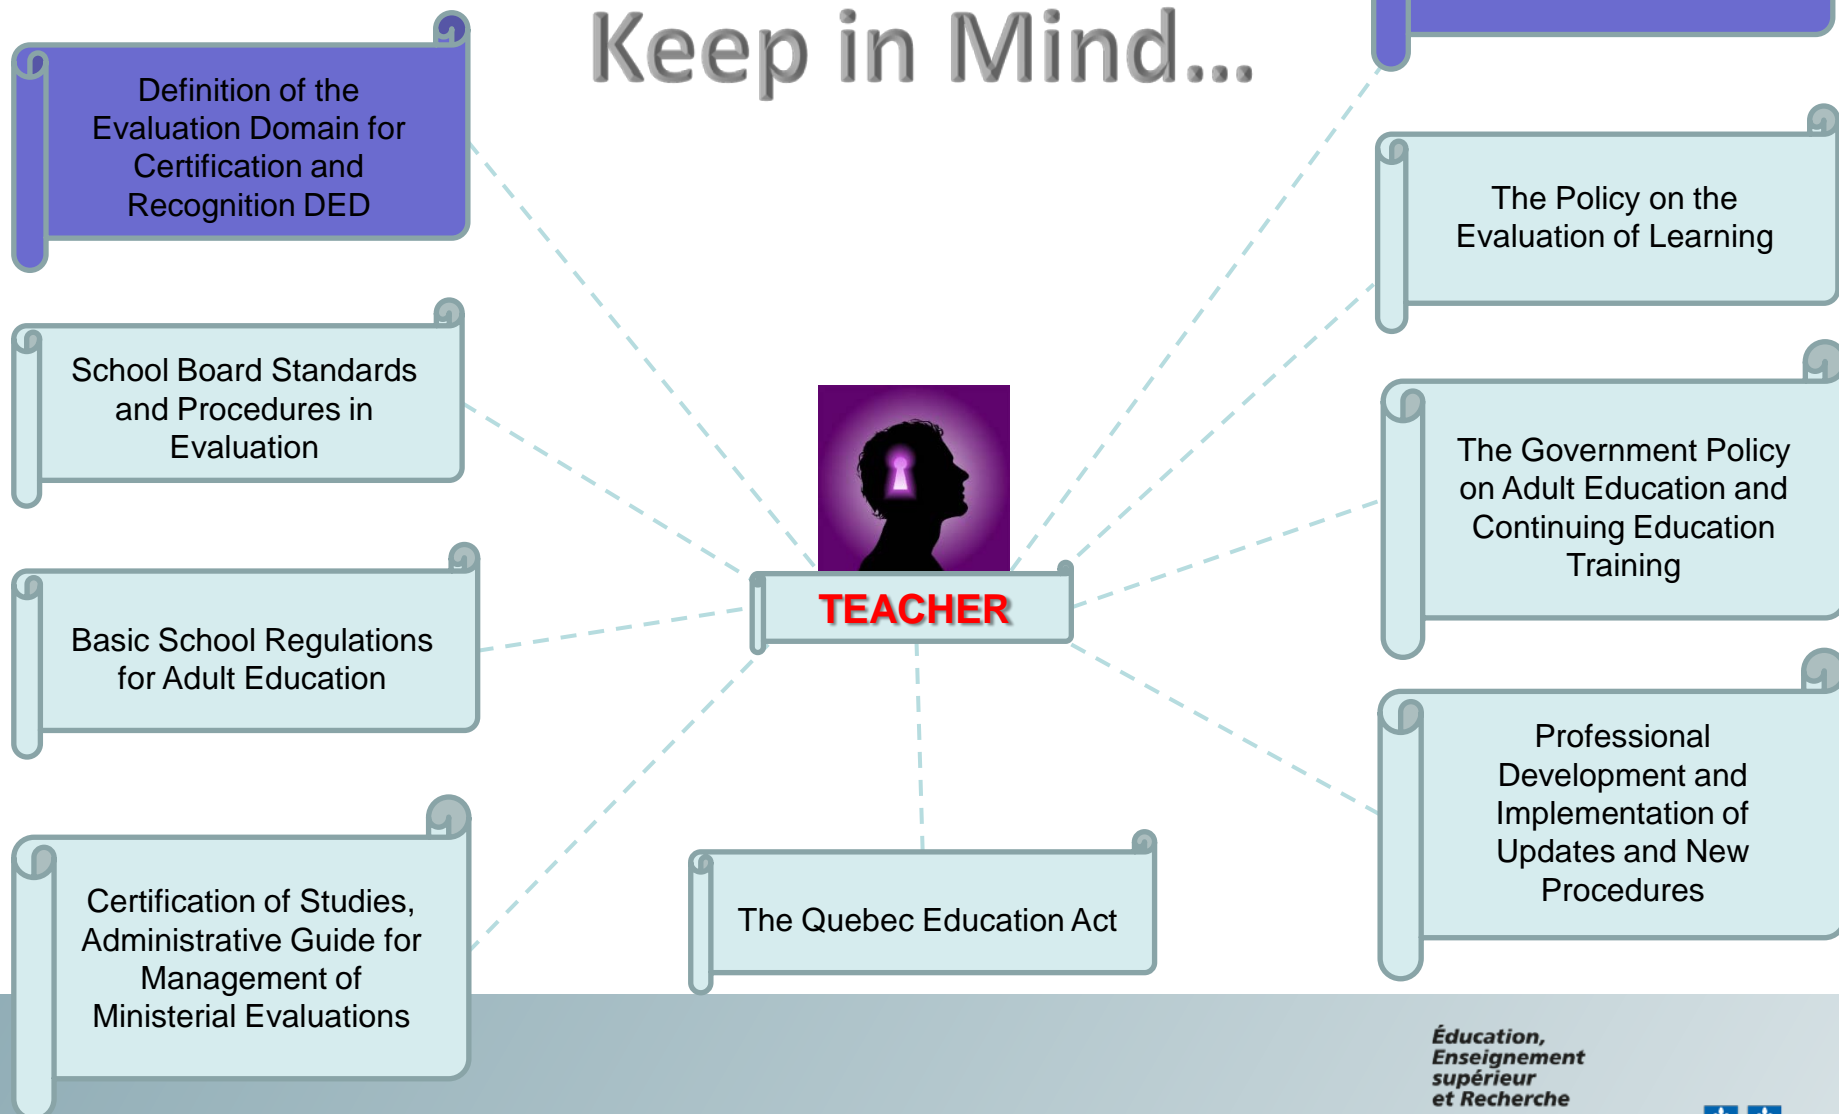 Keep in Mind...
Definition of the
Evaluation Domain for
Certification and
Recognition DED
School Board Standards
and Procedures in
Evaluation
Basic School Regulations
for Adult Education
Certification of Studies,
Administrative Guide for
Management of
Ministerial Evaluations
TEACHER
The Quebec Education Act
The Policy on the
Evaluation of Learning
The Government Policy
on Adult Education and
Continuing Education
Training
Professional
Development and
Implementation of
Updates and New
Procedures
Éducation,
Enseignement
supérieur
et Recherche